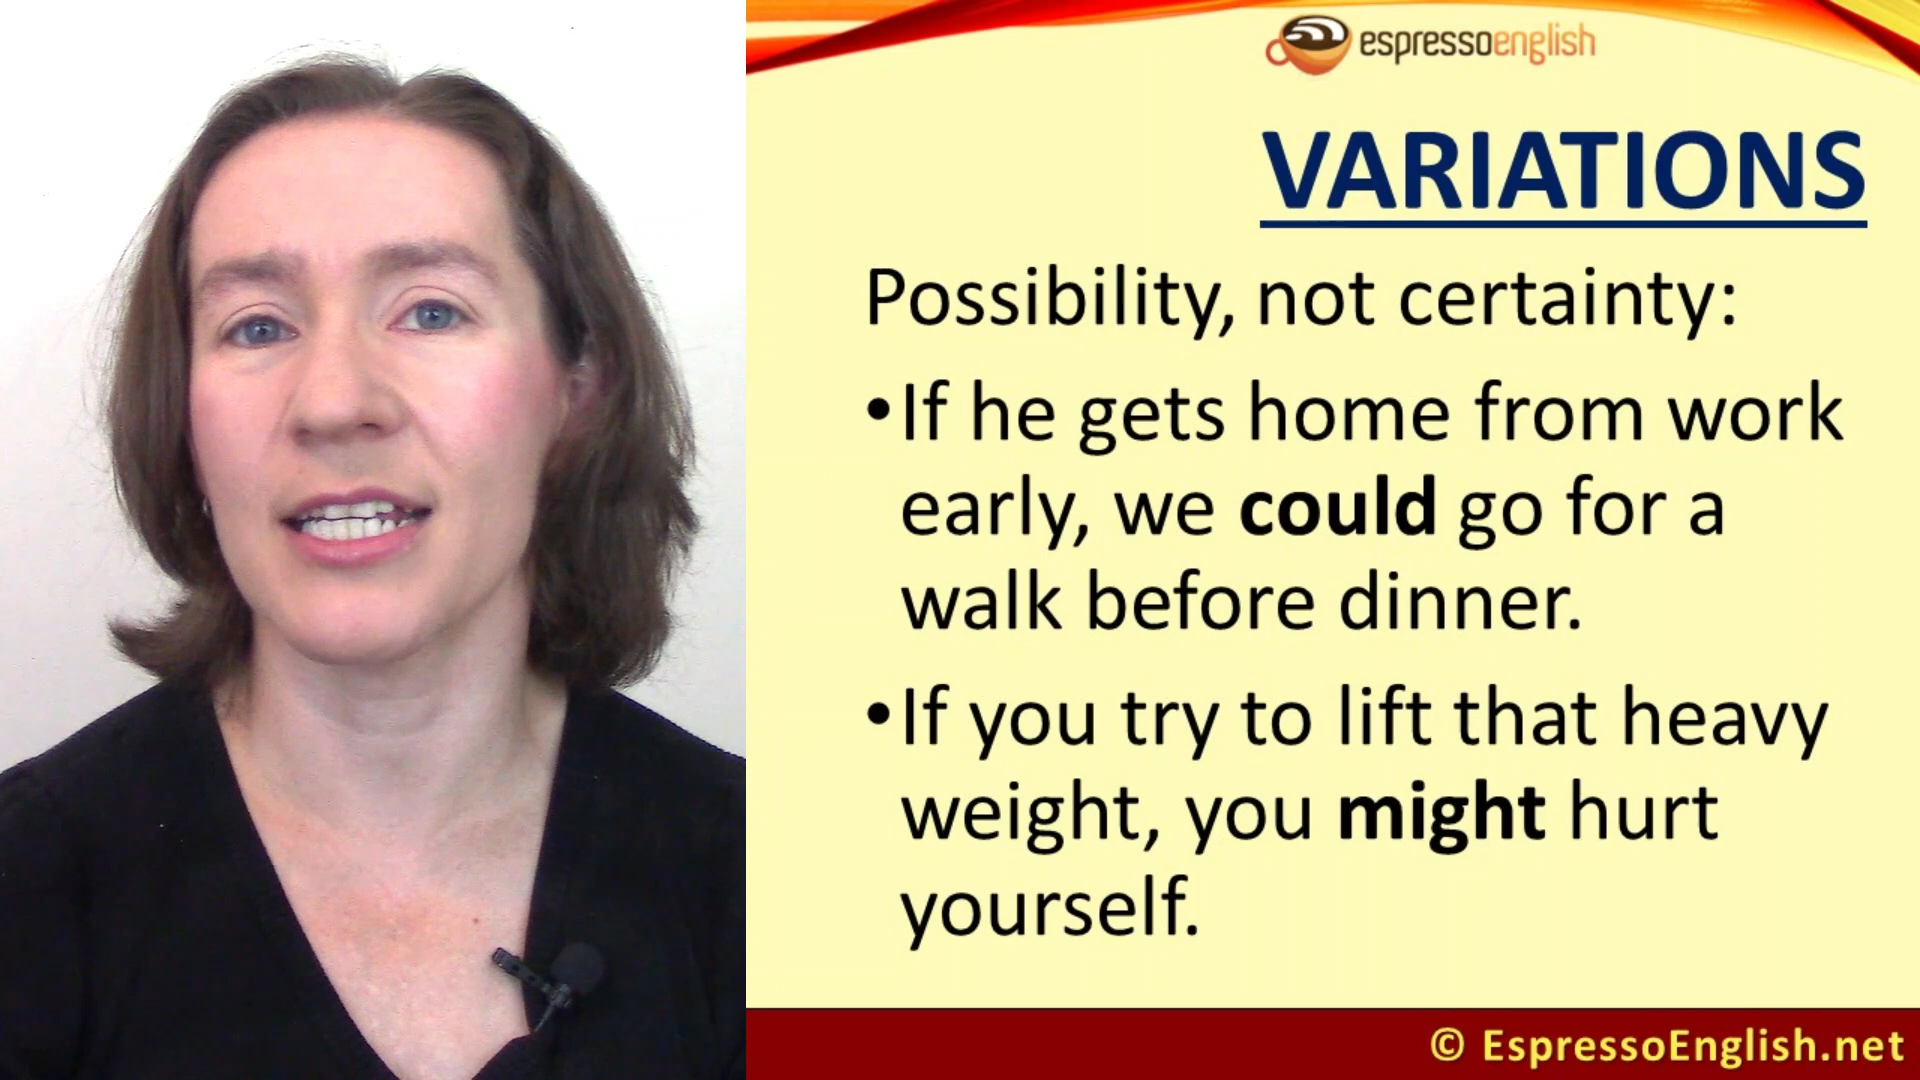 espressoenglish
VARIATIONS
Possibility, not certainty:
•If he gets home from work
early, we could go for a
walk before dinner.
•If you try to lift that heavy
weight, you might hurt
yourself.
© EspressoEnglish.net